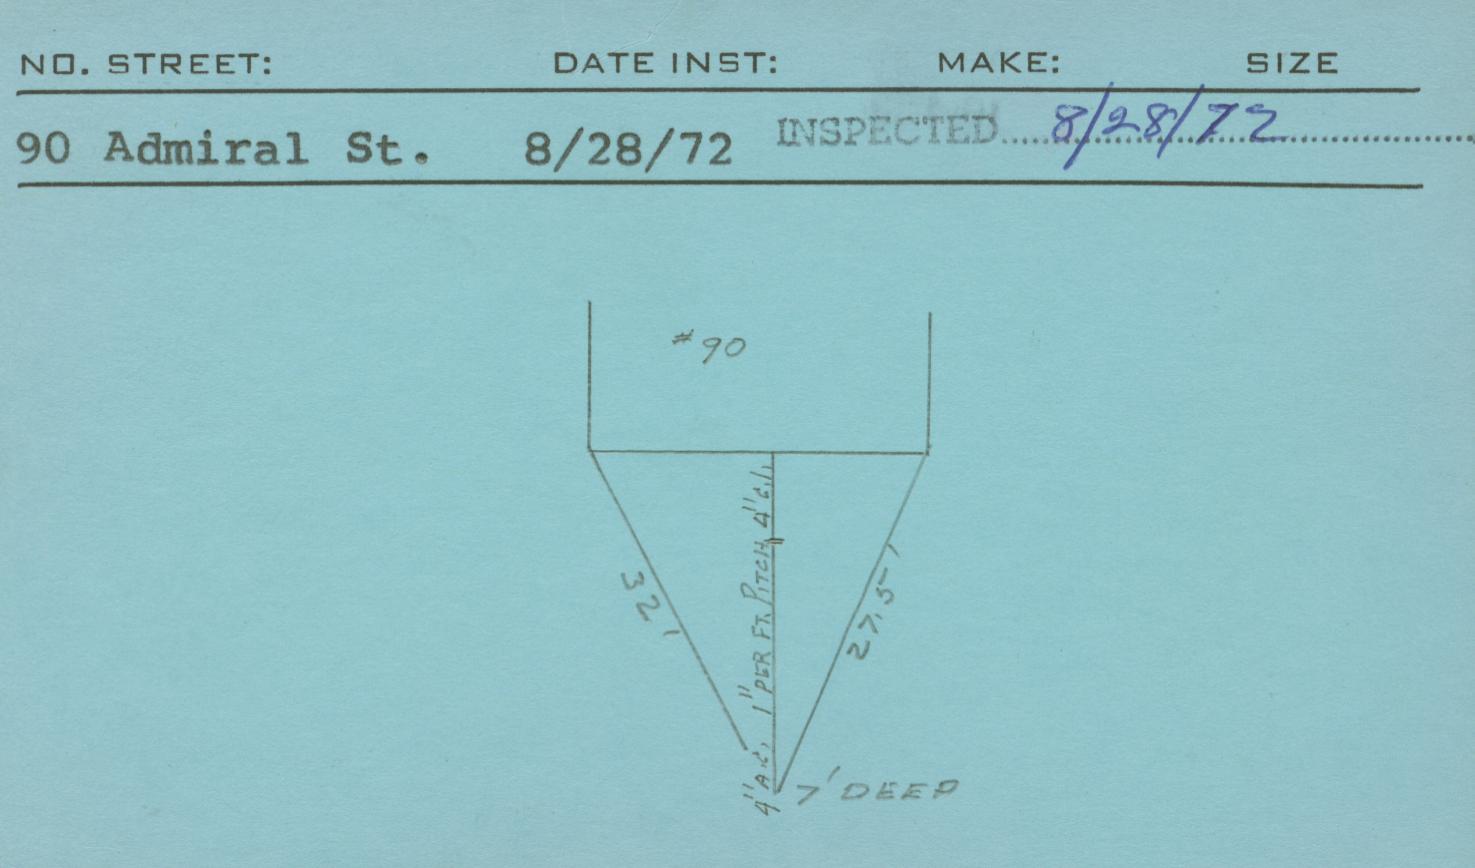 NO. STREET: DATE INST: MAKE: SIZE
90 Admiral St. 8/28/72 INSPECTED 8/28/72
#90
4" C.I.
1" PER FT. PITCH
32'
27.5'
4" A.C.
7' DEEP